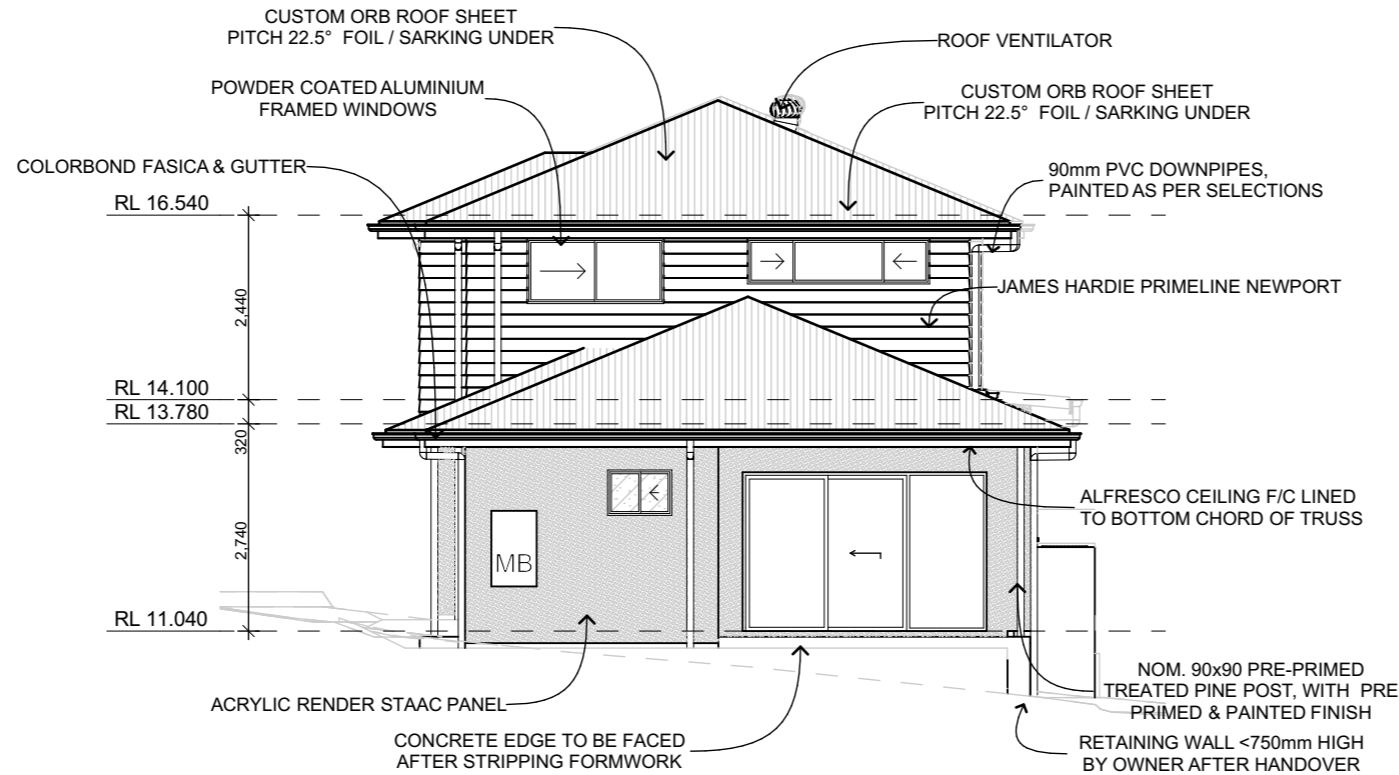 CUSTOM ORB ROOF SHEET
PITCH 22.5° FOIL / SARKING UNDER
ROOF VENTILATOR
POWDER COATED ALUMINIUM
FRAMED WINDOWS
CUSTOM ORB ROOF SHEET
PITCH 22.5° FOIL / SARKING UNDER
COLORBOND FASICA & GUTTER
90mm PVC DOWNPIPES,
PAINTED AS PER SELECTIONS
RL 16.540
2,440
JAMES HARDIE PRIMELINE NEWPORT
RL 14.100
RL 13.780
320
ALFRESCO CEILING F/C LINED
TO BOTTOM CHORD OF TRUSS
2,740
MB
RL 11.040
NOM. 90x90 PRE-PRIMED
TREATED PINE POST, WITH PRE
PRIMED & PAINTED FINISH
ACRYLIC RENDER STAAC PANEL
CONCRETE EDGE TO BE FACED
AFTER STRIPPING FORMWORK
RETAINING WALL <750mm HIGH
BY OWNER AFTER HANDOVER